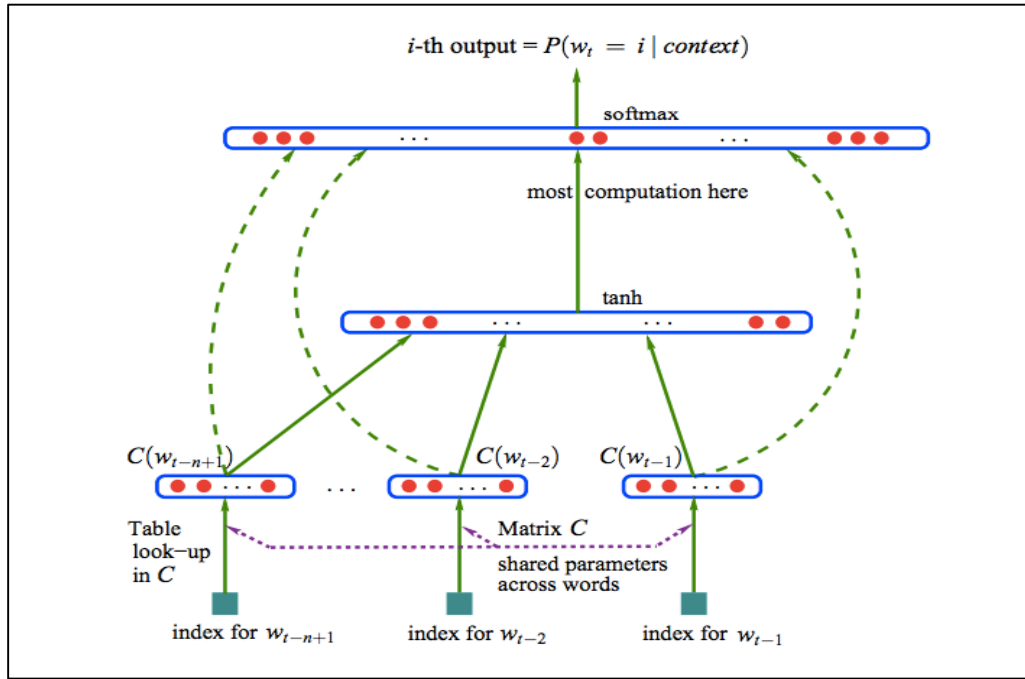 i-th output = P(w_t = i | context)
softmax
... ...
most computation here
tanh
... ...
C(w_{t−n+1}) C(w_{t−2}) C(w_{t−1})
... ... ... ...
Table look−up in C
Matrix C
shared parameters
across words
index for w_{t−n+1} index for w_{t−2} index for w_{t−1}